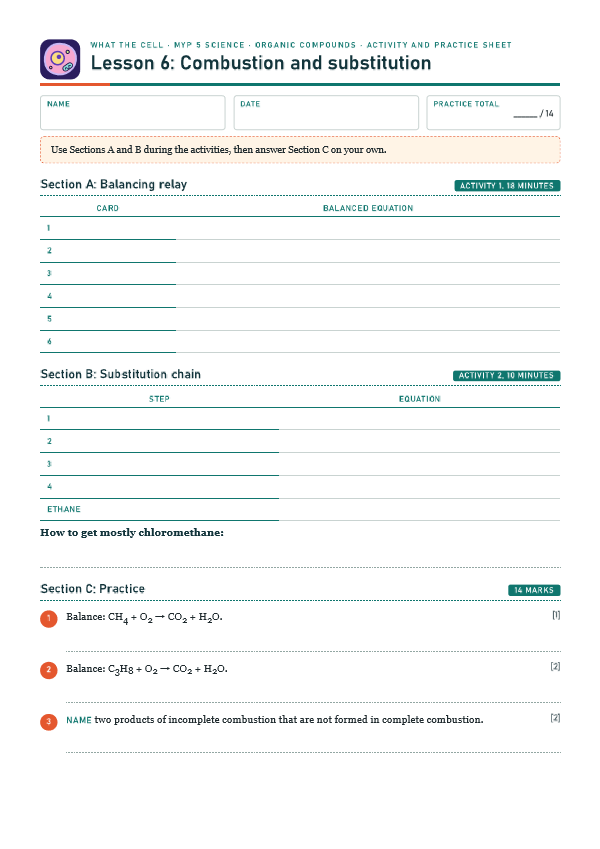 WHAT THE CELL · MYP 5 SCIENCE · ORGANIC COMPOUNDS · ACTIVITY AND PRACTICE SHEET
Lesson 6: Combustion and substitution
NAME
DATE
PRACTICE TOTAL
_____ / 14
Use Sections A and B during the activities, then answer Section C on your own.
Section A: Balancing relay
ACTIVITY 1, 18 MINUTES
CARD BALANCED EQUATION
1
2
3
4
5
6
Section B: Substitution chain
ACTIVITY 2, 10 MINUTES
STEP EQUATION
1
2
3
4
ETHANE
How to get mostly chloromethane:
Section C: Practice
14 MARKS
1 Balance: CH₄ + O₂ → CO₂ + H₂O. [1]
2 Balance: C₃H₈ + O₂ → CO₂ + H₂O. [2]
3 NAME two products of incomplete combustion that are not formed in complete combustion. [2]